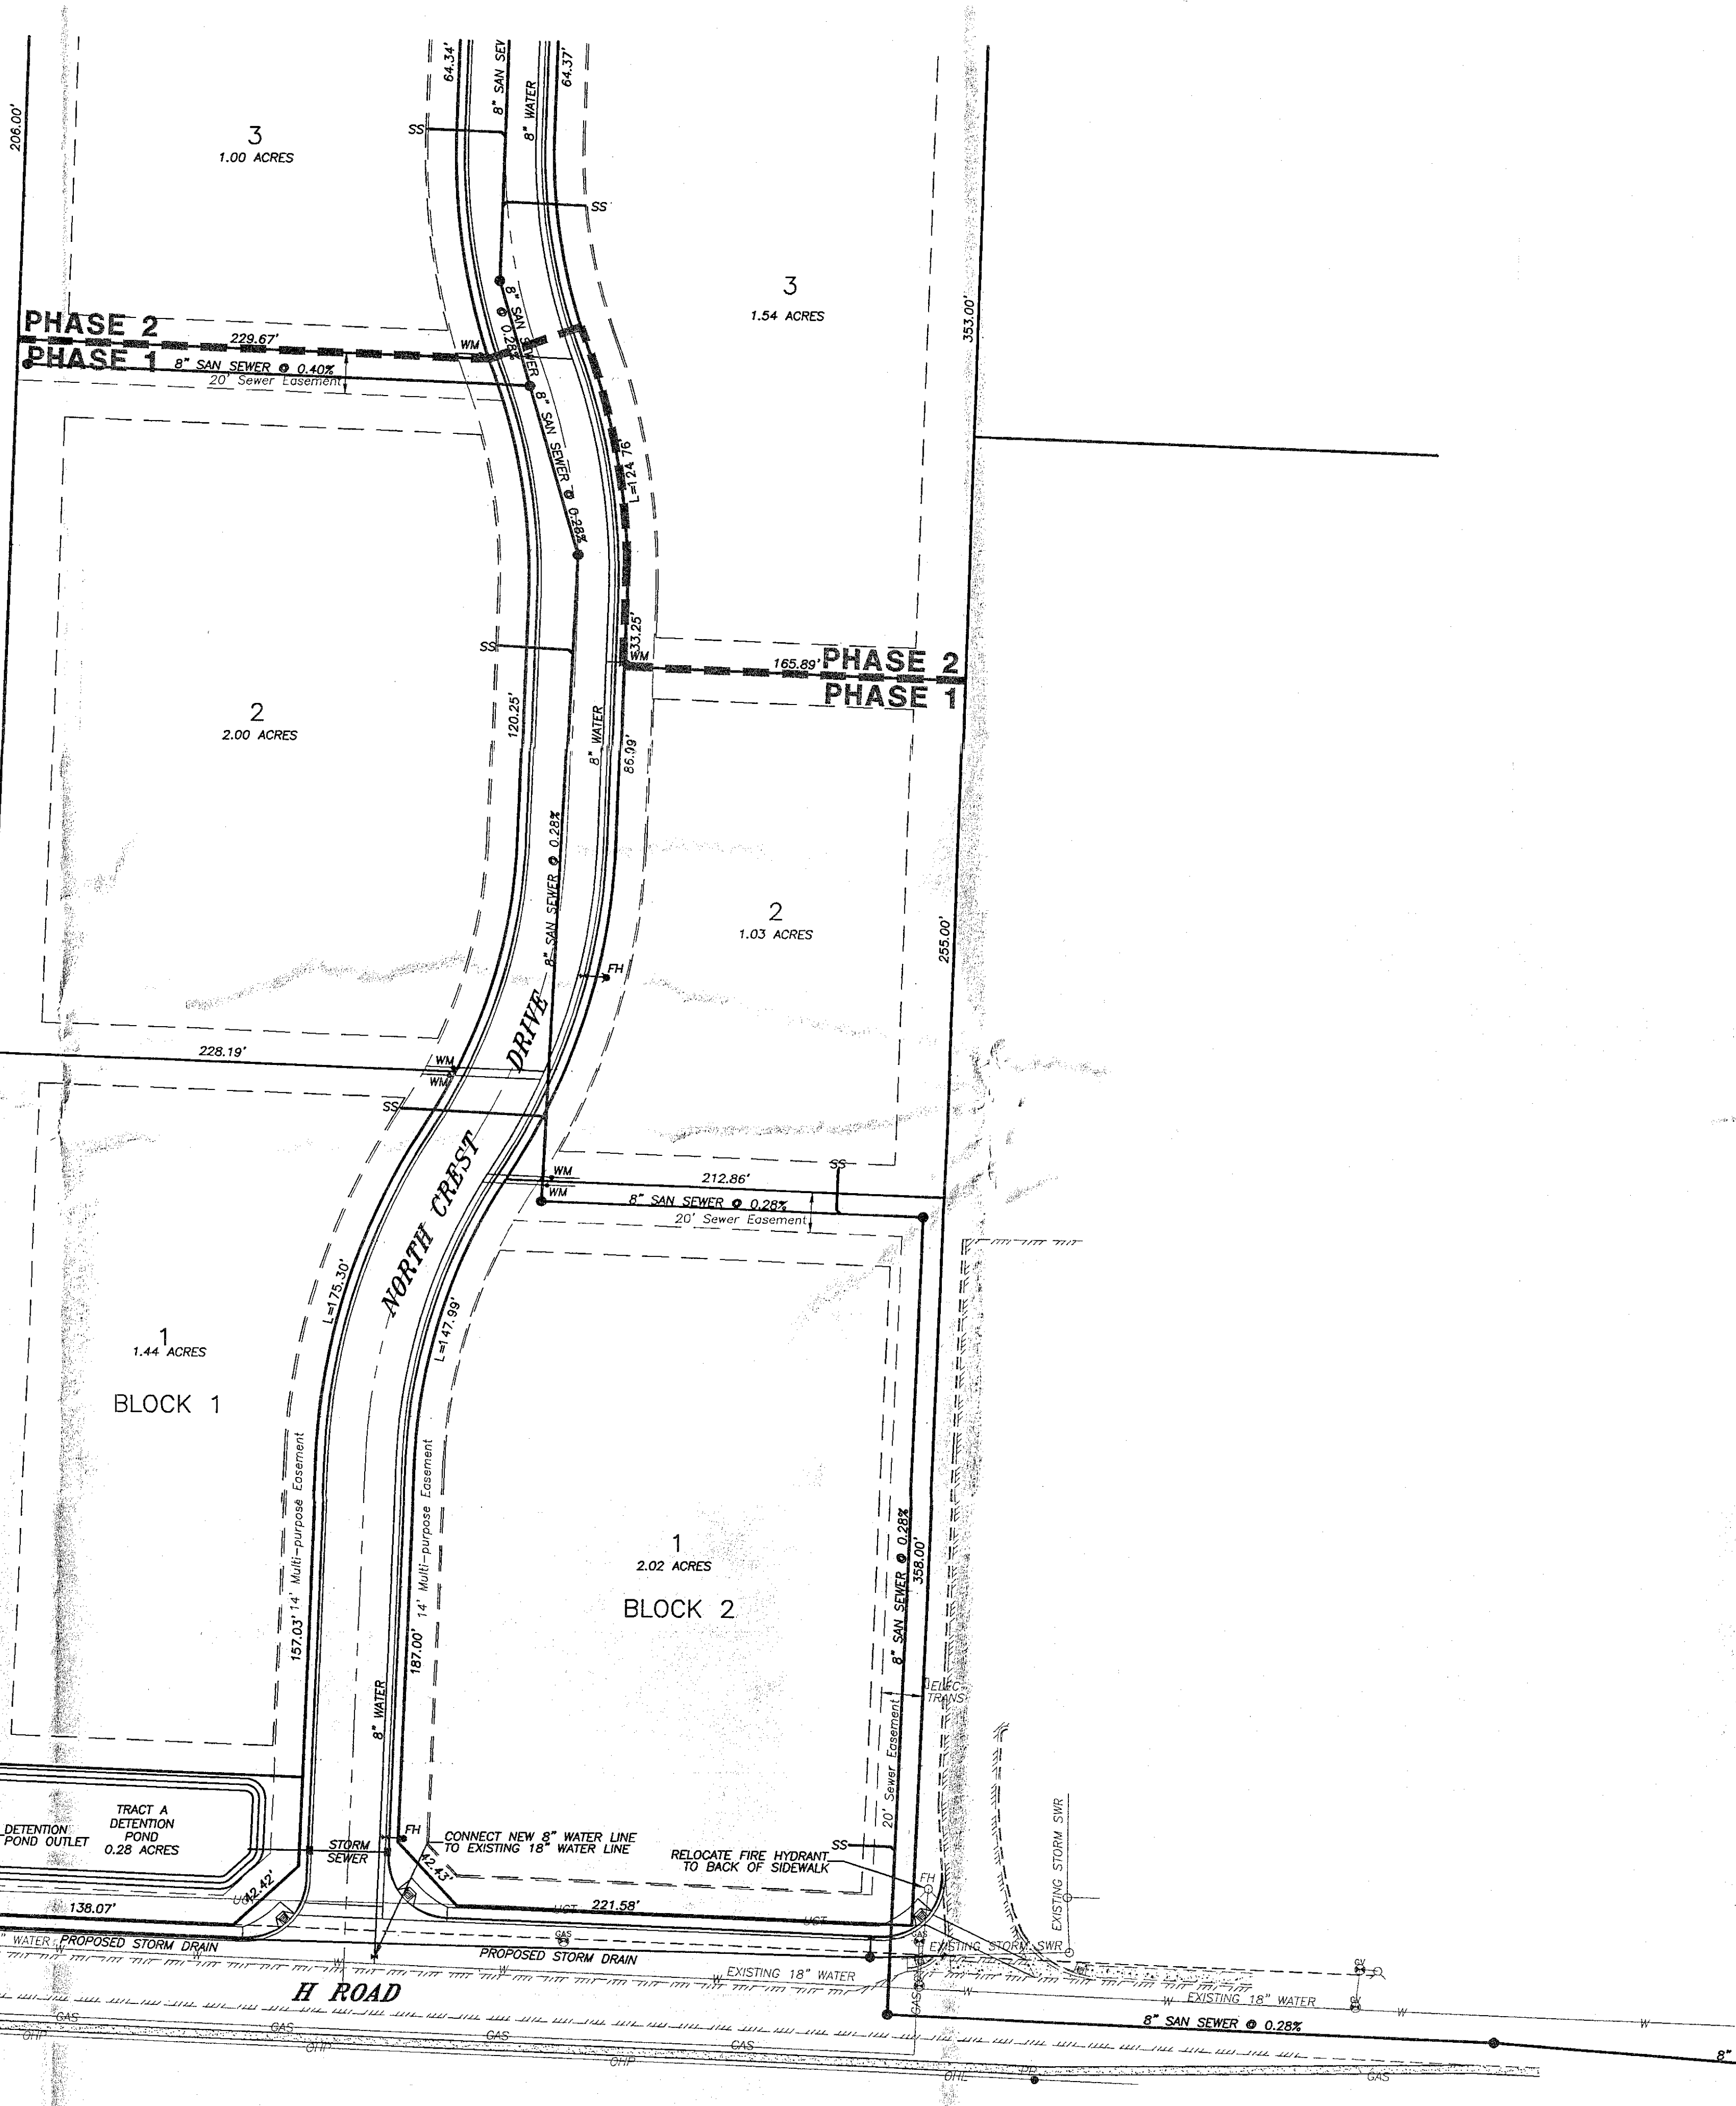 64.34'
8" SAN SEW
8" WATER
64.37'
206.00'
3
1.00 ACRES
SS
SS
3
1.54 ACRES
353.00'
PHASE 2
229.67'
WM
PHASE 1
8" SAN SEWER @ 0.40%
20' Sewer Easement
8" SAN SEWER
@ 0.28%
8" SAN SEWER @ 0.28%
L=124.76'
33.25'
SS
WM
165.89'
PHASE 2
PHASE 1
2
2.00 ACRES
120.25'
8" WATER
86.99'
8" SAN SEWER @ 0.28%
2
1.03 ACRES
255.00'
FH
228.19'
WM
WM
SS
NORTH CREST DRIVE
WM
WM
212.86'
SS
8" SAN SEWER @ 0.28%
20' Sewer Easement
L=175.30'
L=147.99'
1
1.44 ACRES
BLOCK 1
157.03'
14' Multi-purpose Easement
187.00'
14' Multi-purpose Easement
8" WATER
1
2.02 ACRES
BLOCK 2
8" SAN SEWER @ 0.28%
358.00'
20' Sewer Easement
ELEC
TRANS
TRACT A
DETENTION
POND
0.28 ACRES
DETENTION
POND OUTLET
STORM
SEWER
FH
CONNECT NEW 8" WATER LINE
TO EXISTING 18" WATER LINE
RELOCATE FIRE HYDRANT
TO BACK OF SIDEWALK
SS
FH
EXISTING STORM SWR
42.42'
42.43'
138.07'
UCT
221.58'
UCT
" WATER
PROPOSED STORM DRAIN
GAS
PROPOSED STORM DRAIN
GAS
EXISTING STORM SWR
W
W
W
W
EXISTING 18" WATER
GAS
H ROAD
W
EXISTING 18" WATER
GV
GV
W
W
8" SAN SEWER @ 0.28%
8"
GAS
GAS
GAS
GAS
GAS
OHP
OHP
OHP
OHL
PP